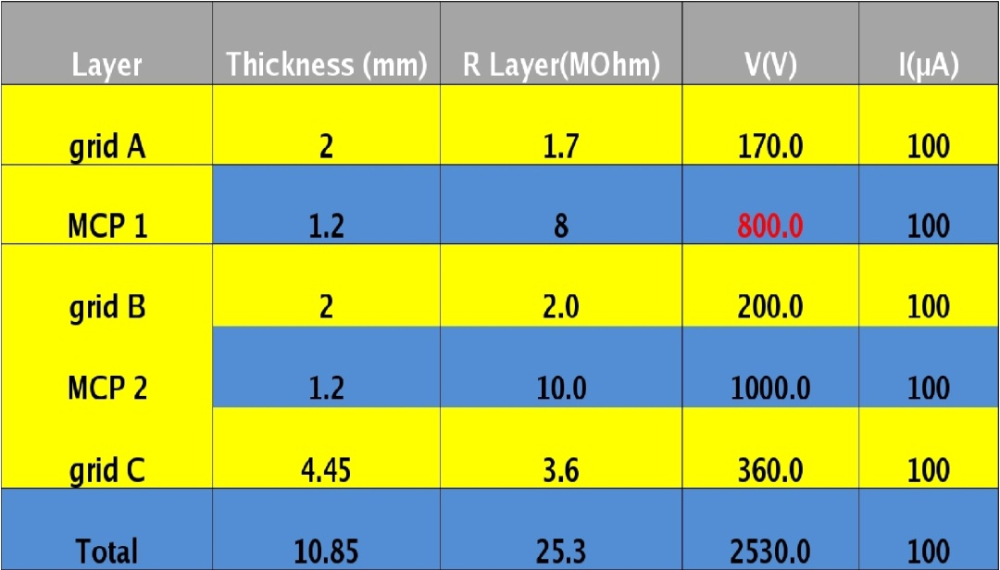 Layer Thickness (mm) R Layer(MOhm) V(V) I(µA)
grid A 2 1.7 170.0 100
MCP 1 1.2 8 800.0 100
grid B 2 2.0 200.0 100
MCP 2 1.2 10.0 1000.0 100
grid C 4.45 3.6 360.0 100
Total 10.85 25.3 2530.0 100